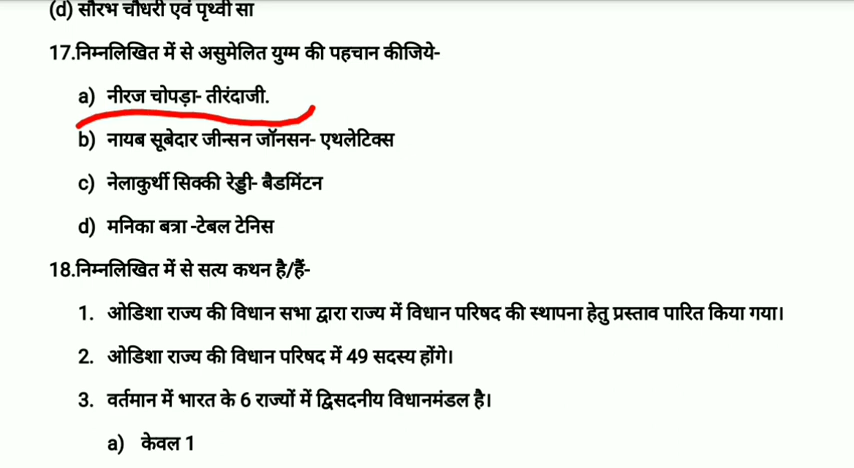 (d) सौरभ चौधरी एवं पृथ्वी सा
17.निम्नलिखित में से असुमेलित युग्म की पहचान कीजिये-
a) नीरज चोपड़ा- तीरंदाजी.
b) नायब सूबेदार जीन्सन जॉनसन- एथलेटिक्स
c) नेलाकुर्थी सिक्की रेड्डी- बैडमिंटन
d) मनिका बत्रा -टेबल टेनिस
18.निम्नलिखित में से सत्य कथन है/हैं-
1. ओडिशा राज्य की विधान सभा द्वारा राज्य में विधान परिषद की स्थापना हेतु प्रस्ताव पारित किया गया।
2. ओडिशा राज्य की विधान परिषद में 49 सदस्य होंगे।
3. वर्तमान में भारत के 6 राज्यों में द्विसदनीय विधानमंडल है।
a) केवल 1